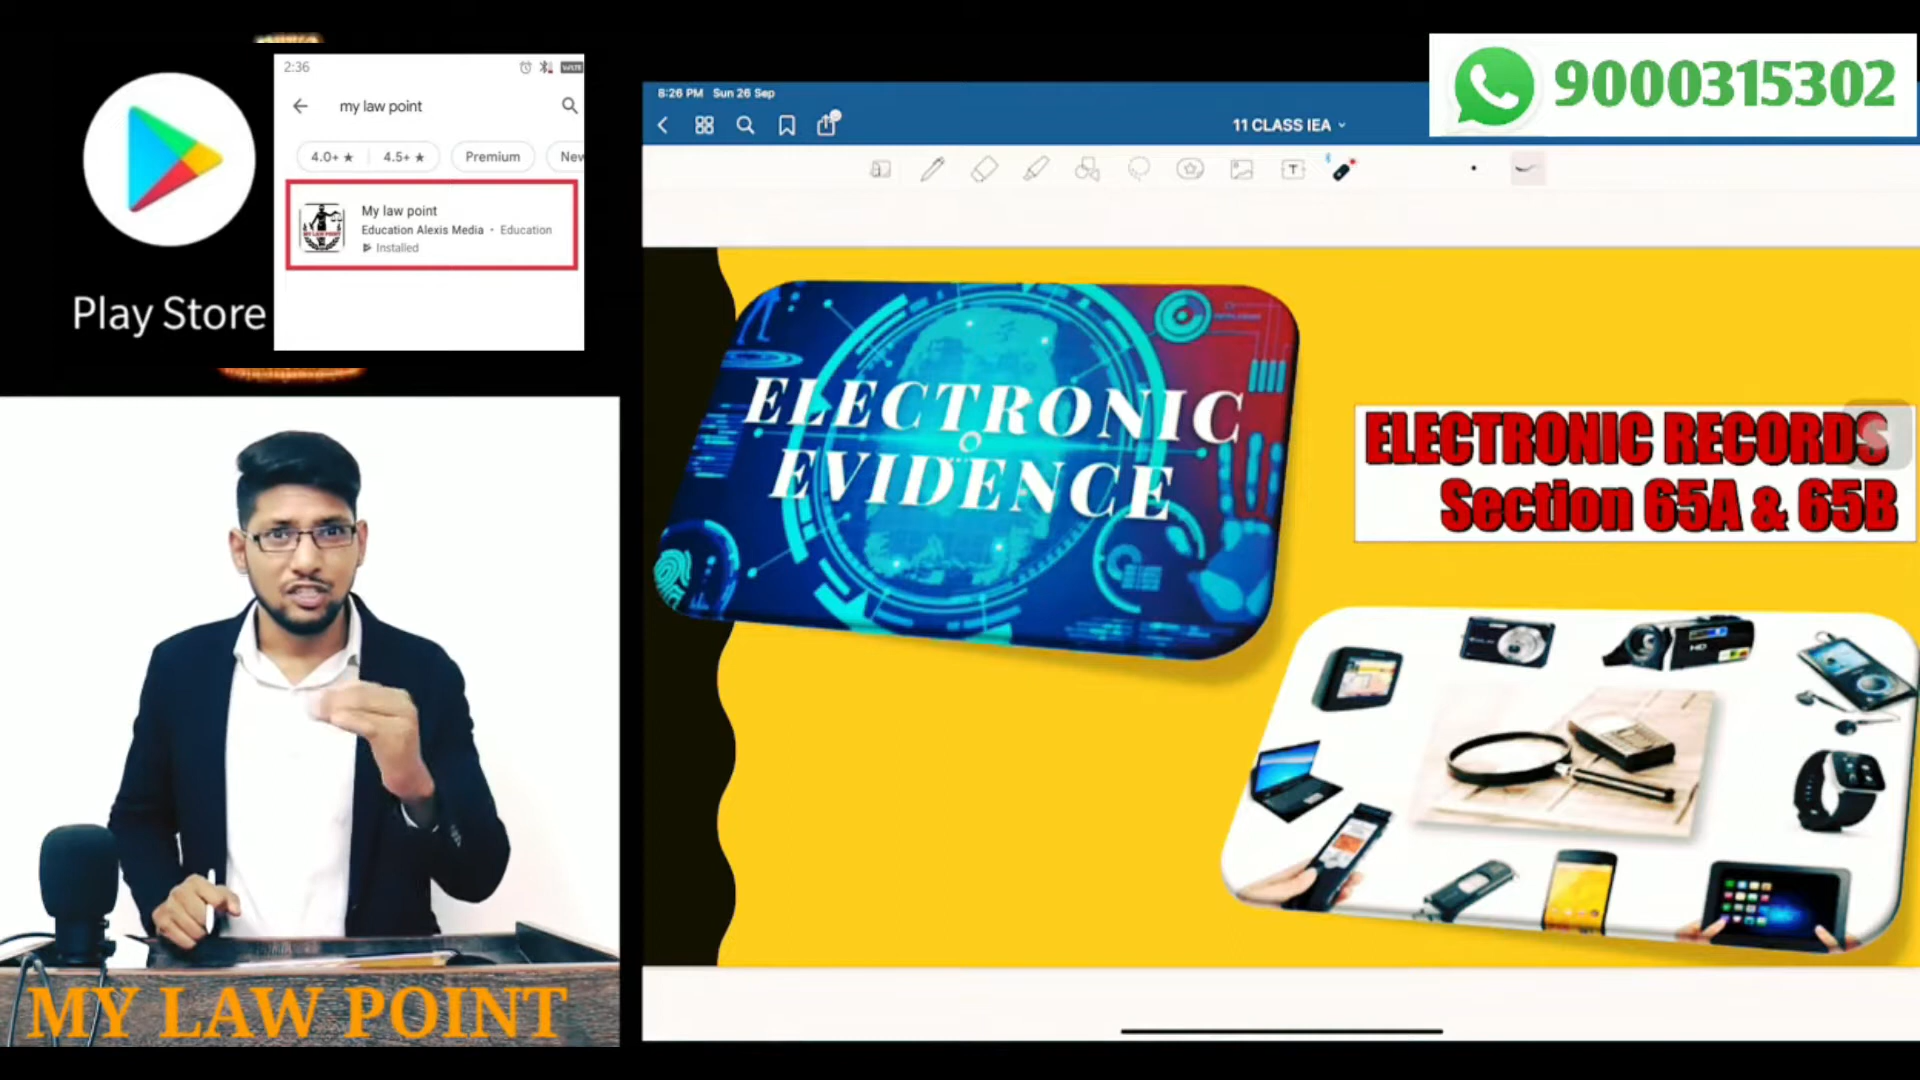 9000315302
2:36
my law point
4.0+ ★ 4.5+ ★ Premium New
My law point
Education Alexis Media • Education
Installed
Play Store
8:26 PM Sun 26 Sep
11 CLASS IEA
T
ELECTRONIC
EVIDENCE
ELECTRONIC RECORDS
Section 65A & 65B
HD
MY LAW POINT